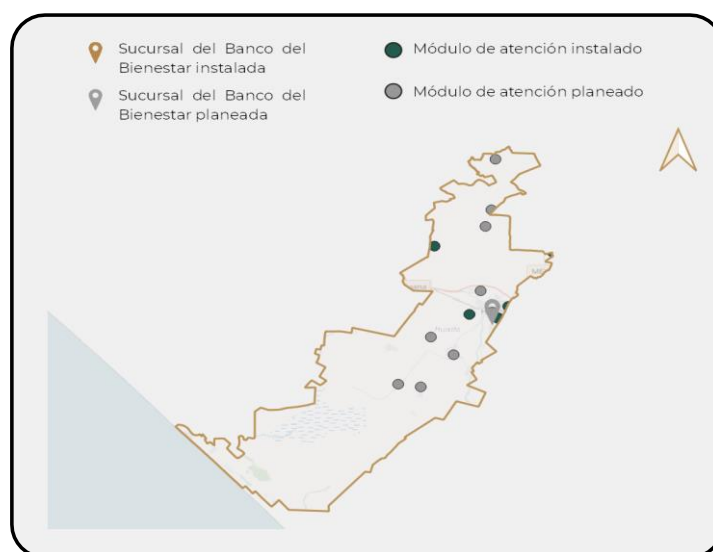 Sucursal del Banco del
Bienestar instalada
Módulo de atención instalado
Sucursal del Banco del
Bienestar planeada
Módulo de atención planeado